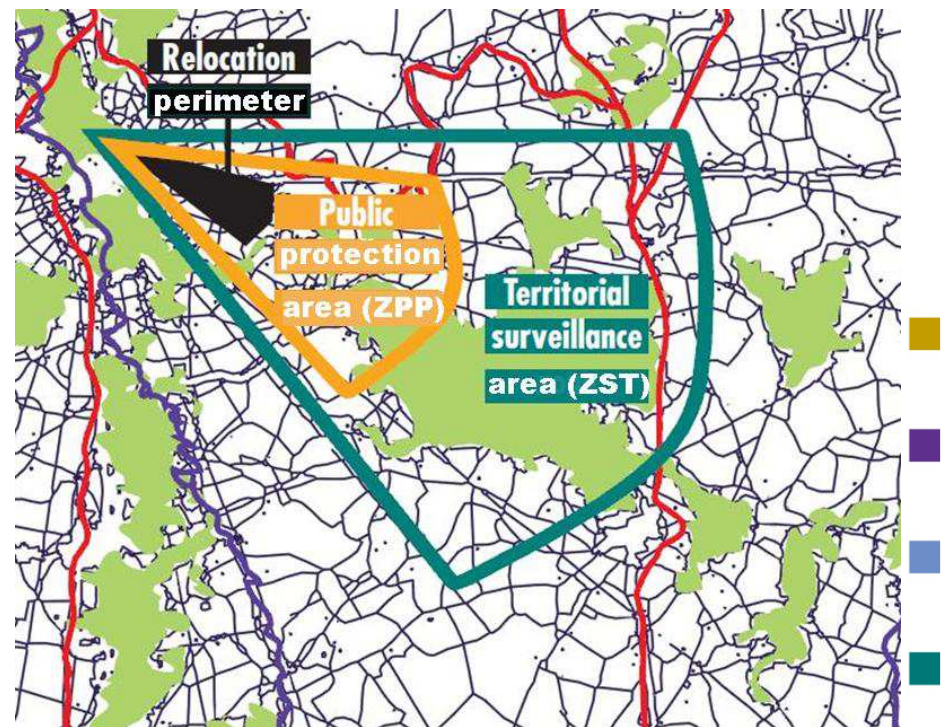 Relocation
perimeter
Public
protection
area (ZPP)
Territorial
surveillance
area (ZST)